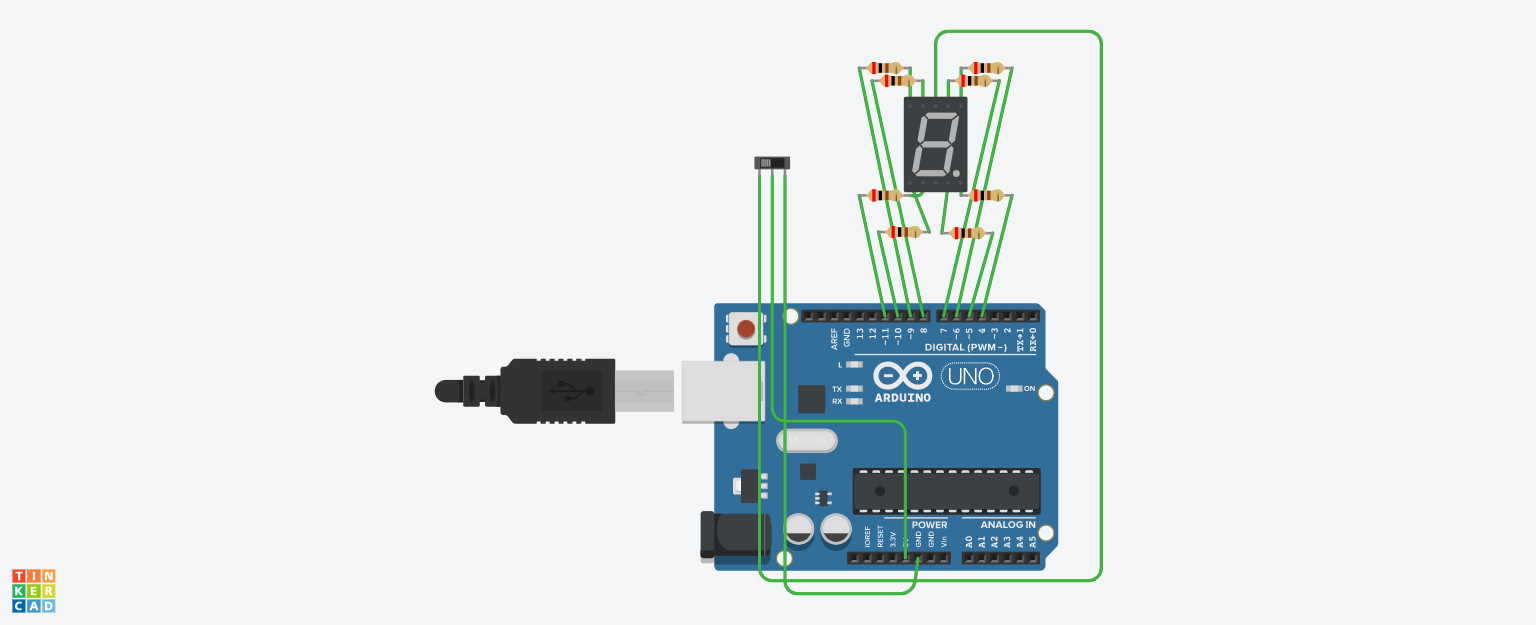 AREF
GND
13
12
~11
~10
~9
8
7
~6
~5
4
~3
2
TX→1
RX←0
DIGITAL (PWM~)
L
TX
RX
ARDUINO
UNO
ON
POWER
ANALOG IN
IOREF
RESET
3.3V
GND
GND
Vin
A0
A1
A2
A3
A4
A5
TIN
KER
CAD